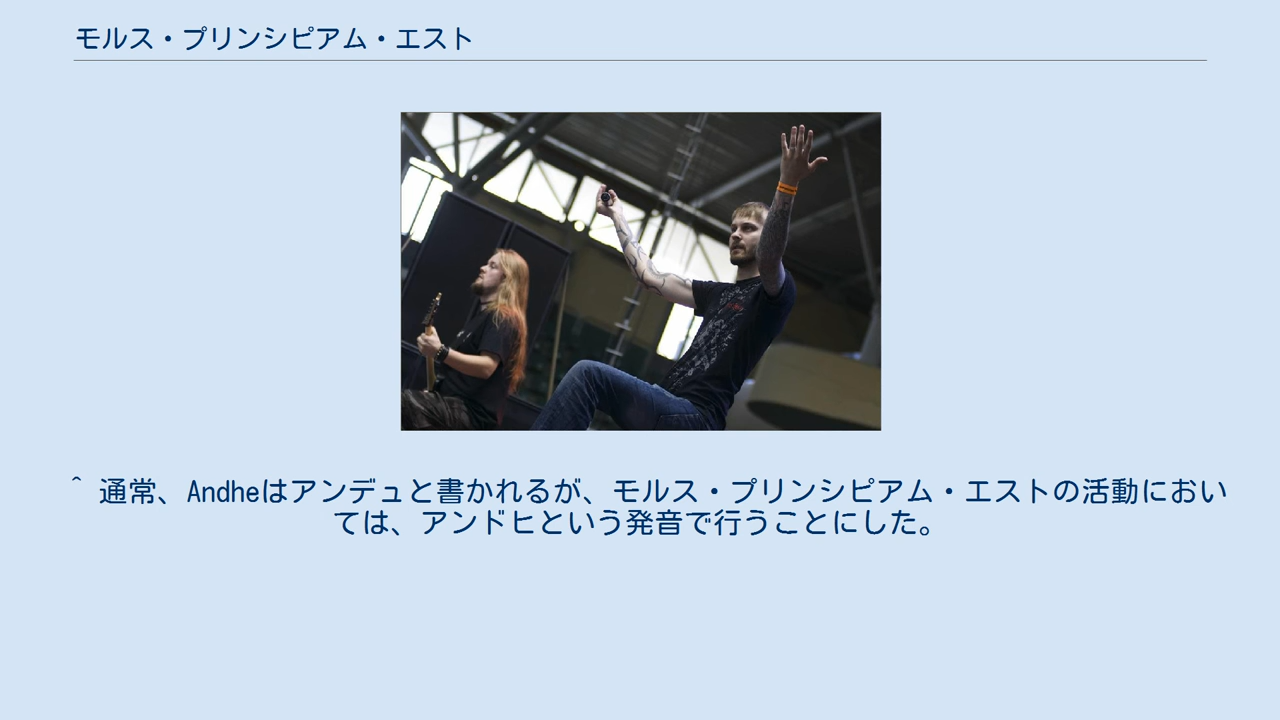 モルス・プリンシピアム・エスト
^ 通常、Andheはアンデュと書かれるが、モルス・プリンシピアム・エストの活動におい
ては、アンドヒという発音で行うことにした。